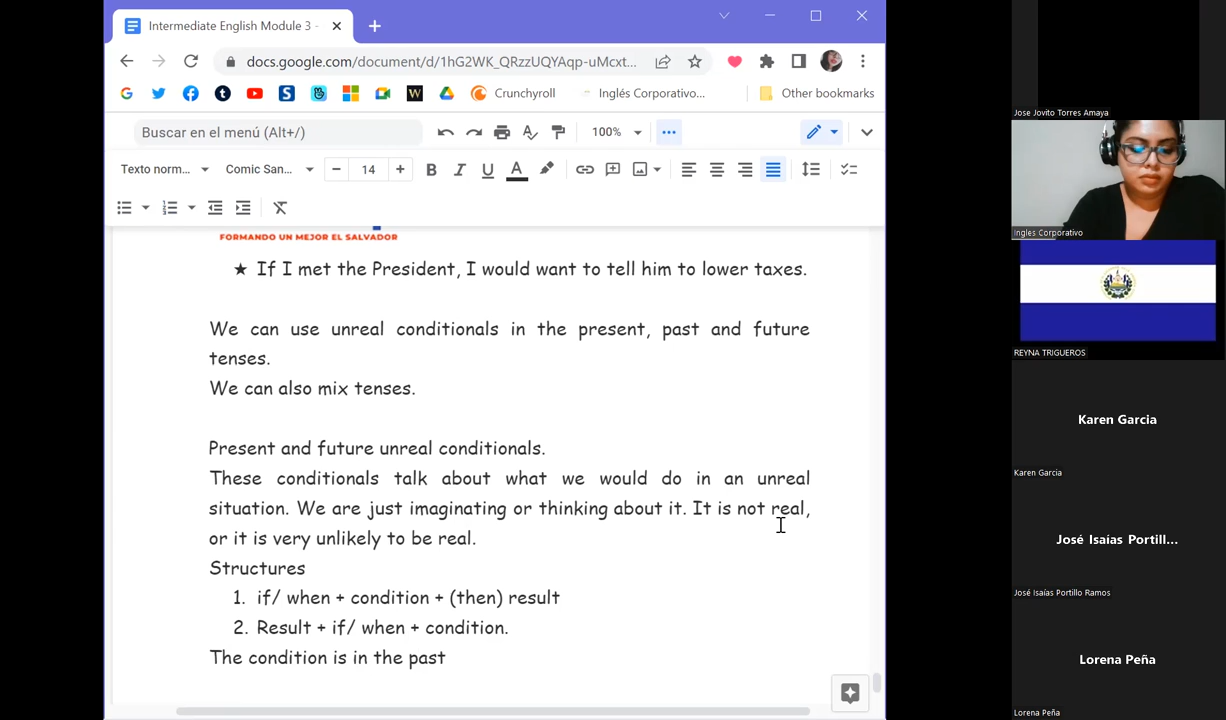 Intermediate English Module 3 -
docs.google.com/document/d/1hG2WK_QRzzUQYAqp-uMcxt...
Crunchyroll
Inglés Corporativo...
Other bookmarks
Buscar en el menú (Alt+/)
100%
Texto norm...
Comic San...
14
FORMANDO UN MEJOR EL SALVADOR
★ If I met the President, I would want to tell him to lower taxes.
We can use unreal conditionals in the present, past and future
tenses.
We can also mix tenses.
Present and future unreal conditionals.
These conditionals talk about what we would do in an unreal
situation. We are just imaginating or thinking about it. It is not real,
or it is very unlikely to be real.
Structures
1. if/ when + condition + (then) result
2. Result + if/ when + condition.
The condition is in the past
Jose Jovito Torres Amaya
Ingles Corporativo
REYNA TRIGUEROS
Karen Garcia
Karen Garcia
José Isaías Portill...
José Isaías Portillo Ramos
Lorena Peña
Lorena Peña